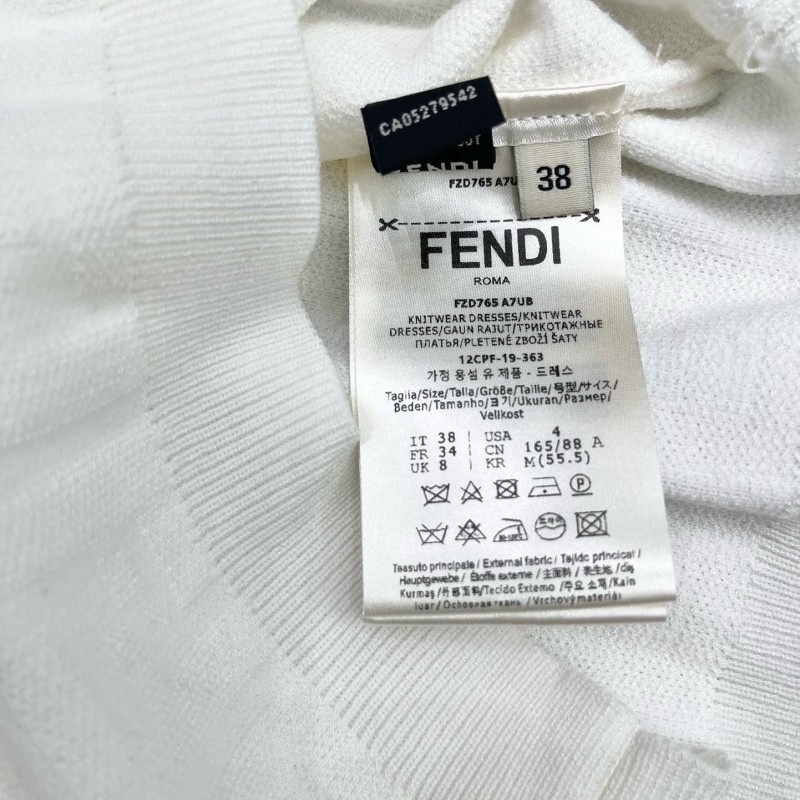 CA05279542
FENDI
FZD765 A7U
38
FENDI
ROMA
FZD765 A7UB
KNITWEAR DRESSES/KNITWEAR
DRESSES/GAUN RAJUT/ТРИКОТАЖНЫЕ
ПЛАТЬЯ/PLETENÉ ZBOŽÍ ŠATY
12CPF-19-363
가정용 섬유 제품 - 드레스
Taglia/Size/Talla/Größe/Taille/号型/サイズ/
Beden/Tamanho/크기/Ukuran/Размер/
Velikost
IT 38 | USA 4
FR 34 | CN 165/88 A
UK 8 | KR M(55.5)
P
Tessuto principale / External fabric / Tejido principal /
Hauptgewebe / Étoffe externe / 主面料 / 表生地 / dış
Kumaş /外部面料/Tecido Externo /주요 소재/Kain
luar / Основная ткань / Vrchový materiál